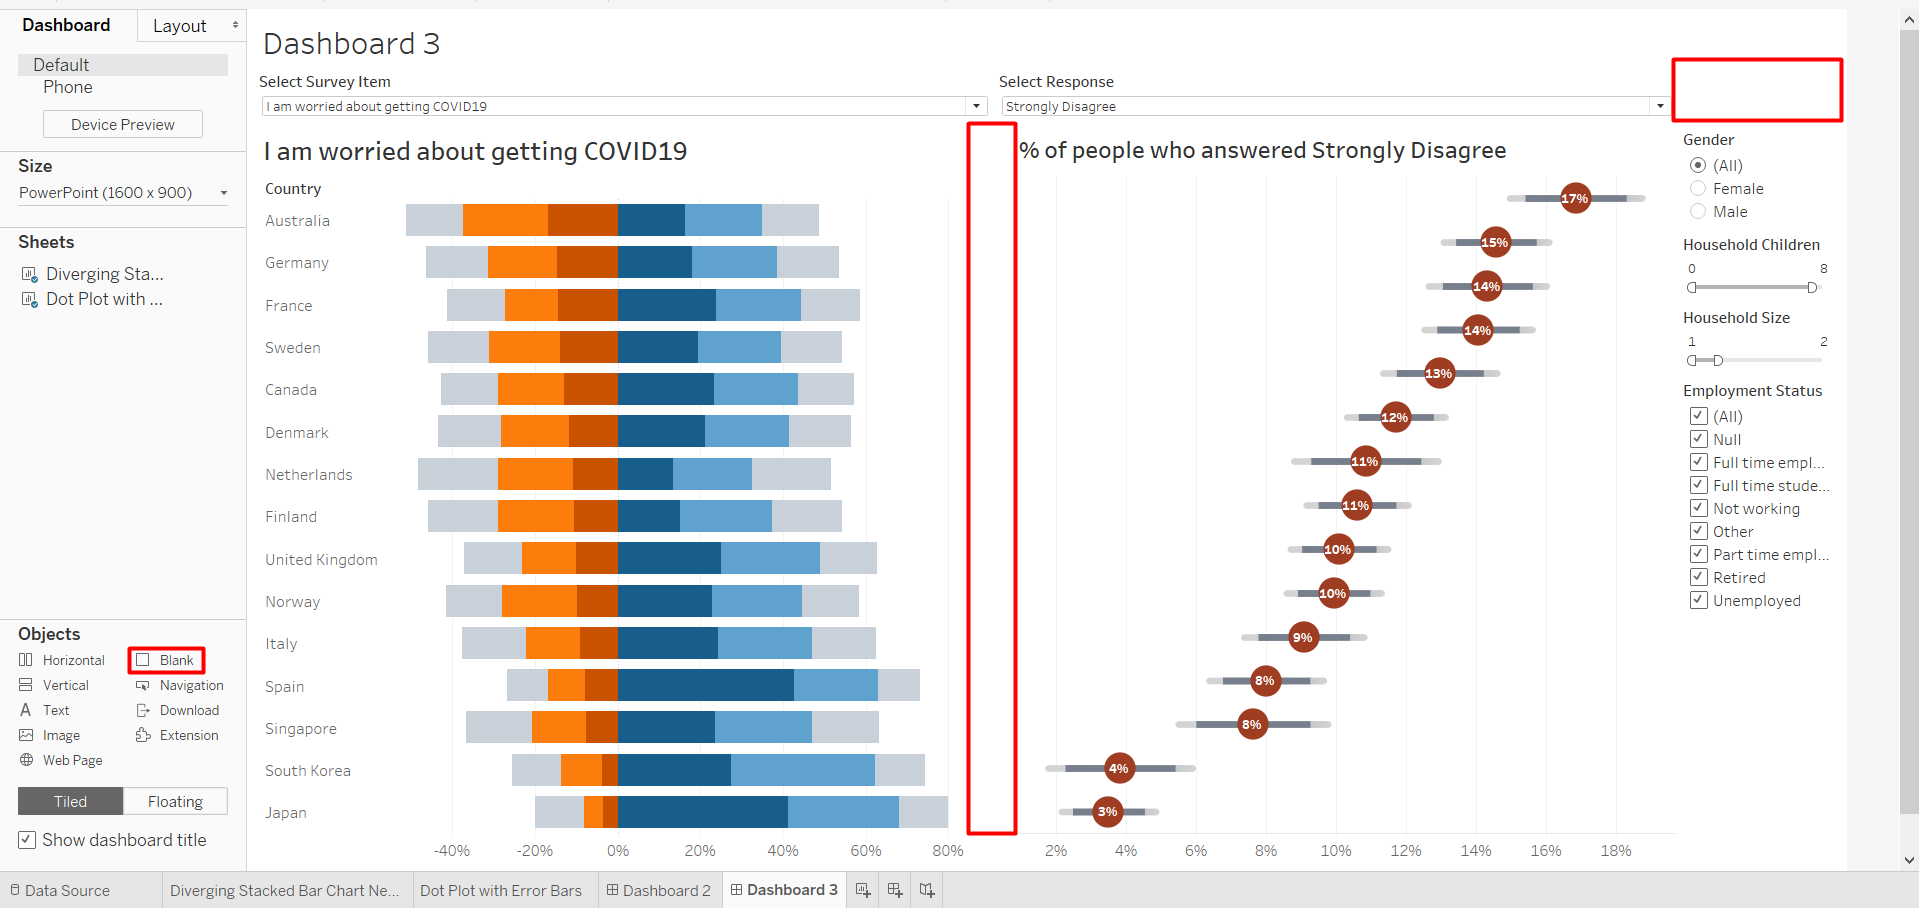 Dashboard
Layout
Default
Phone
Device Preview
Size
PowerPoint (1600 x 900)
Sheets
Diverging Sta...
Dot Plot with ...
Objects
Horizontal
Blank
Vertical
Navigation
Text
Download
Image
Extension
Web Page
Tiled
Floating
Show dashboard title
Dashboard 3
Select Survey Item
I am worried about getting COVID19
Select Response
Strongly Disagree
I am worried about getting COVID19
Country
Australia
Germany
France
Sweden
Canada
Denmark
Netherlands
Finland
United Kingdom
Norway
Italy
Spain
Singapore
South Korea
Japan
-40% -20% 0% 20% 40% 60% 80%
% of people who answered Strongly Disagree
17%
15%
14%
14%
13%
12%
11%
11%
10%
10%
9%
8%
8%
4%
3%
2% 4% 6% 8% 10% 12% 14% 16% 18%
Gender
(All)
Female
Male
Household Children
0 8
Household Size
1 2
Employment Status
(All)
Null
Full time empl...
Full time stude...
Not working
Other
Part time empl...
Retired
Unemployed
Data Source
Diverging Stacked Bar Chart Ne...
Dot Plot with Error Bars
Dashboard 2
Dashboard 3